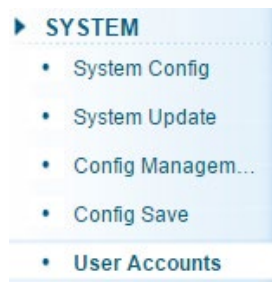 SYSTEM
System Config
System Update
Config Managem...
Config Save
User Accounts